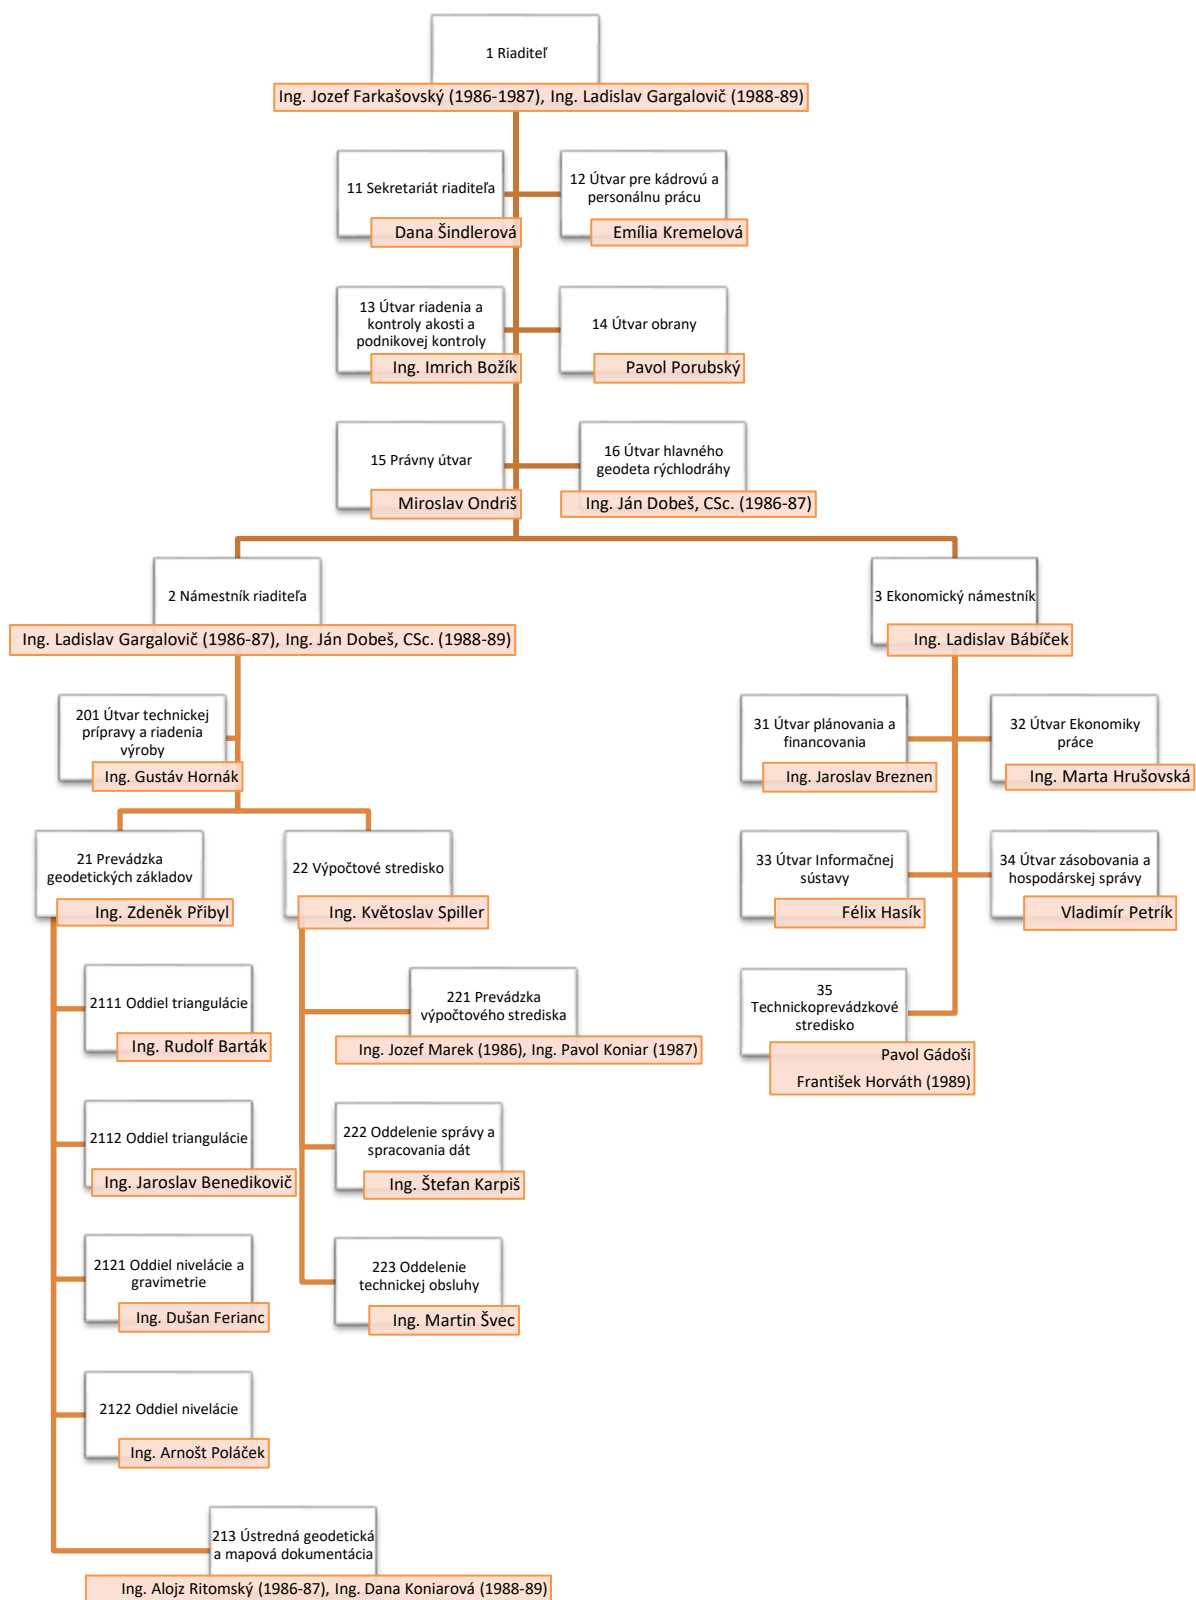 1 Riaditeľ
Ing. Jozef Farkašovský (1986-1987), Ing. Ladislav Gargalovič (1988-89)
11 Sekretariát riaditeľa
Dana Šindlerová
12 Útvar pre kádrovú a
personálnu prácu
Emília Kremelová
13 Útvar riadenia a
kontroly akosti a
podnikovej kontroly
Ing. Imrich Božík
14 Útvar obrany
Pavol Porubský
15 Právny útvar
Miroslav Ondriš
16 Útvar hlavného
geodeta rýchlodráhy
Ing. Ján Dobeš, CSc. (1986-87)
2 Námestník riaditeľa
Ing. Ladislav Gargalovič (1986-87), Ing. Ján Dobeš, CSc. (1988-89)
3 Ekonomický námestník
Ing. Ladislav Bábíček
201 Útvar technickej
prípravy a riadenia
výroby
Ing. Gustáv Hornák
31 Útvar plánovania a
financovania
Ing. Jaroslav Breznen
32 Útvar Ekonomiky
práce
Ing. Marta Hrušovská
21 Prevádzka
geodetických základov
Ing. Zdeněk Přibyl
22 Výpočtové stredisko
Ing. Květoslav Spiller
33 Útvar Informačnej
sústavy
Félix Hasík
34 Útvar zásobovania a
hospodárskej správy
Vladimír Petrík
2111 Oddiel triangulácie
Ing. Rudolf Barták
221 Prevádzka
výpočtového strediska
Ing. Jozef Marek (1986), Ing. Pavol Koniar (1987)
35
Technickoprevádzkové
stredisko
Pavol Gádoši
František Horváth (1989)
2112 Oddiel triangulácie
Ing. Jaroslav Benedikovič
222 Oddelenie správy a
spracovania dát
Ing. Štefan Karpiš
2121 Oddiel nivelácie a
gravimetrie
Ing. Dušan Ferianc
223 Oddelenie
technickej obsluhy
Ing. Martin Švec
2122 Oddiel nivelácie
Ing. Arnošt Poláček
213 Ústredná geodetická
a mapová dokumentácia
Ing. Alojz Ritomský (1986-87), Ing. Dana Koniarová (1988-89)